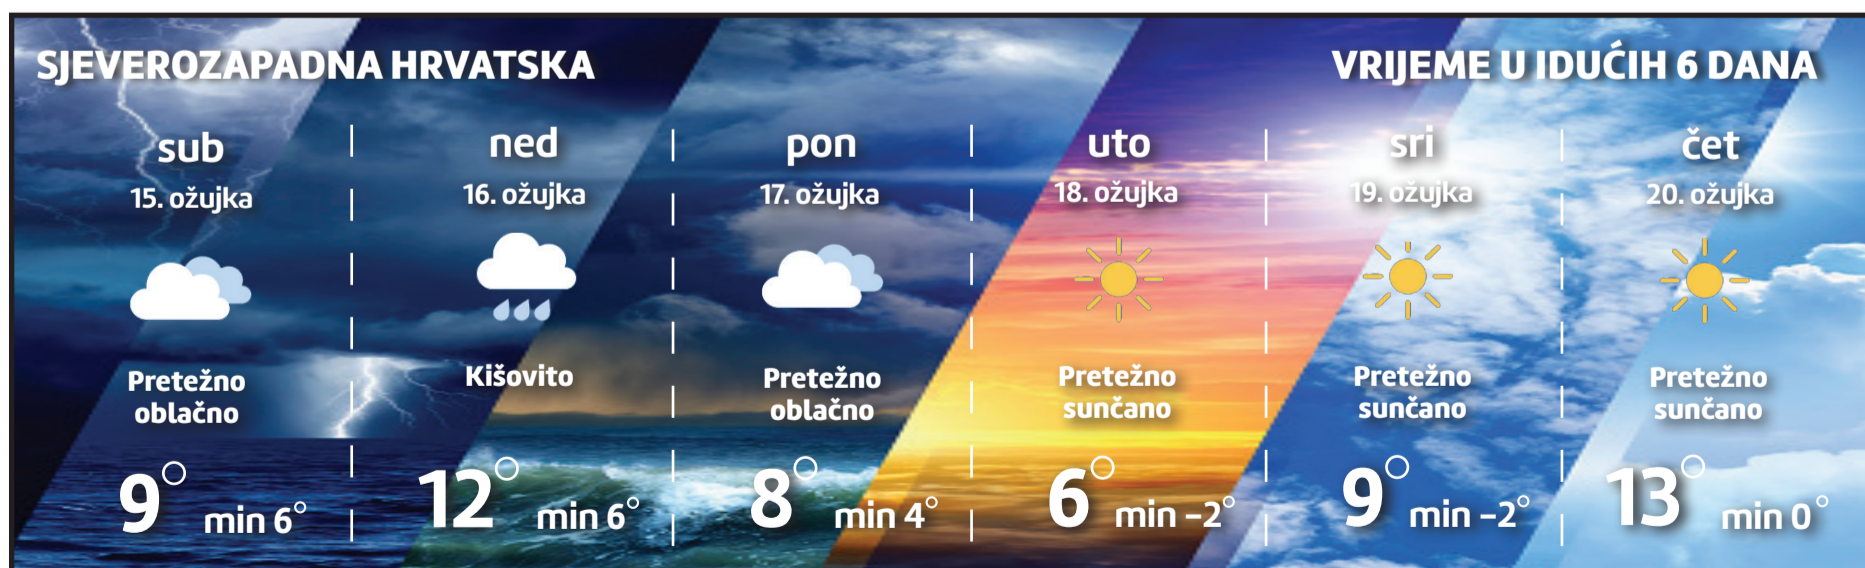 SJEVEROZAPADNA HRVATSKA
VRIJEME U IDUĆIH 6 DANA
sub
15. ožujka
Pretežno
oblačno
9°
min 6°
ned
16. ožujka
Kišovito
12°
min 6°
pon
17. ožujka
Pretežno
oblačno
8°
min 4°
uto
18. ožujka
Pretežno
sunčano
6°
min –2°
sri
19. ožujka
Pretežno
sunčano
9°
min –2°
čet
20. ožujka
Pretežno
sunčano
13°
min 0°